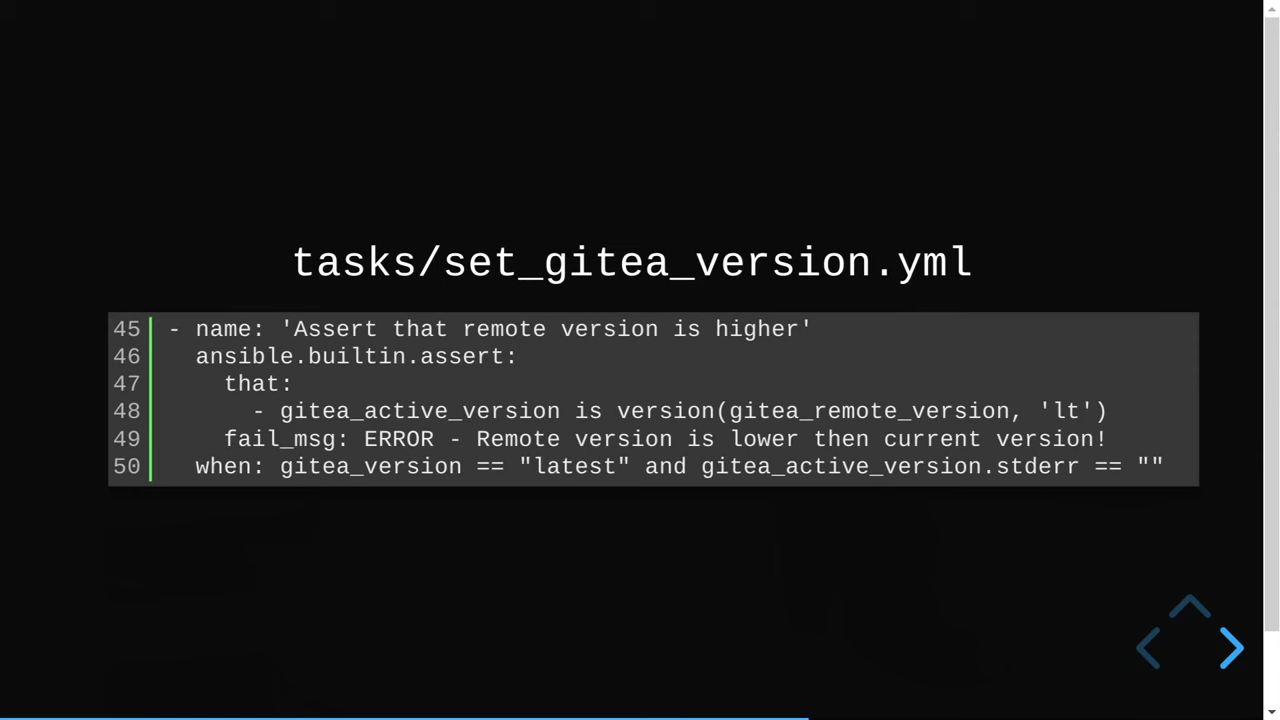 tasks/set_gitea_version.yml
45 - name: 'Assert that remote version is higher'
46   ansible.builtin.assert:
47     that:
48       - gitea_active_version is version(gitea_remote_version, 'lt')
49     fail_msg: ERROR - Remote version is lower then current version!
50   when: gitea_version == "latest" and gitea_active_version.stderr == ""